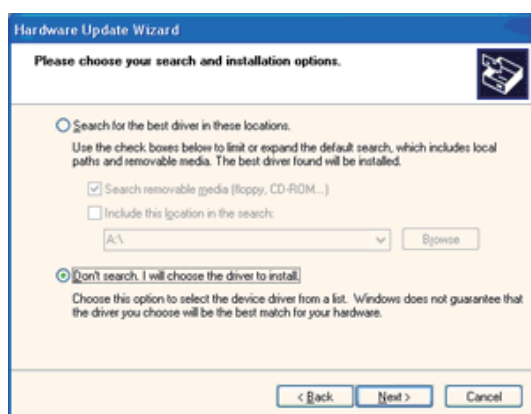 Hardware Update Wizard
Please choose your search and installation options.
Search for the best driver in these locations.
Use the check boxes below to limit or expand the default search, which includes local
paths and removable media. The best driver found will be installed.
Search removable media (floppy, CD-ROM...)
Include this location in the search:
A:\
Browse
Don't search. I will choose the driver to install.
Choose this option to select the device driver from a list. Windows does not guarantee that
the driver you choose will be the best match for your hardware.
< Back Next > Cancel